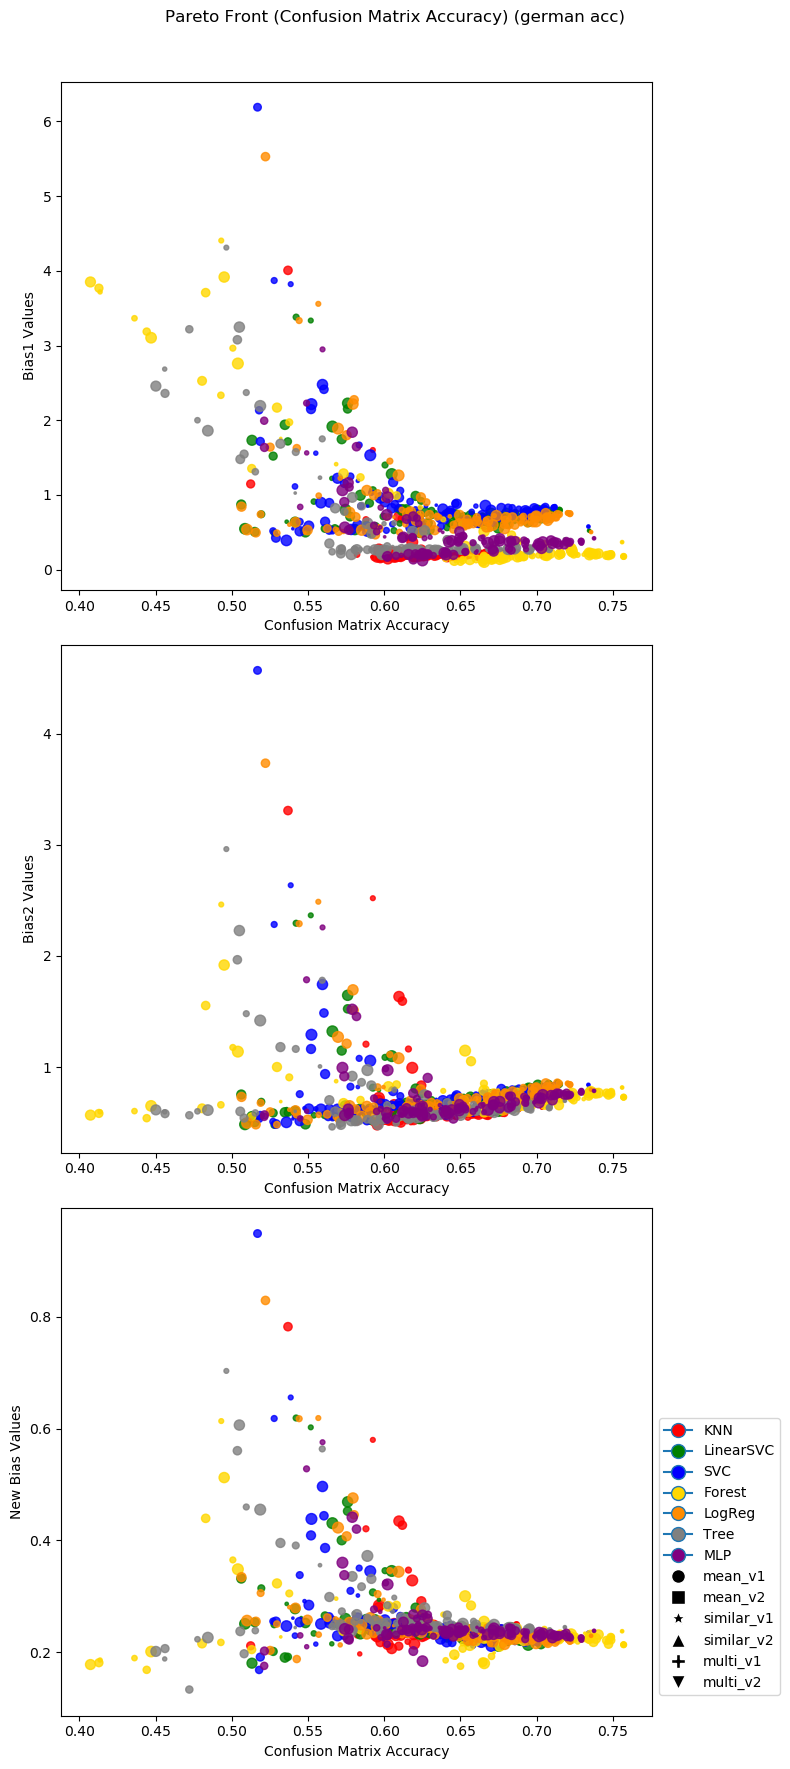 Pareto Front (Confusion Matrix Accuracy) (german acc)
6
5
4
3
2
1
0
Bias1 Values
0.40 0.45 0.50 0.55 0.60 0.65 0.70 0.75
Confusion Matrix Accuracy
4
3
2
1
Bias2 Values
0.40 0.45 0.50 0.55 0.60 0.65 0.70 0.75
Confusion Matrix Accuracy
0.8
0.6
0.4
0.2
New Bias Values
0.40 0.45 0.50 0.55 0.60 0.65 0.70 0.75
Confusion Matrix Accuracy
KNN
LinearSVC
SVC
Forest
LogReg
Tree
MLP
mean_v1
mean_v2
similar_v1
similar_v2
multi_v1
multi_v2